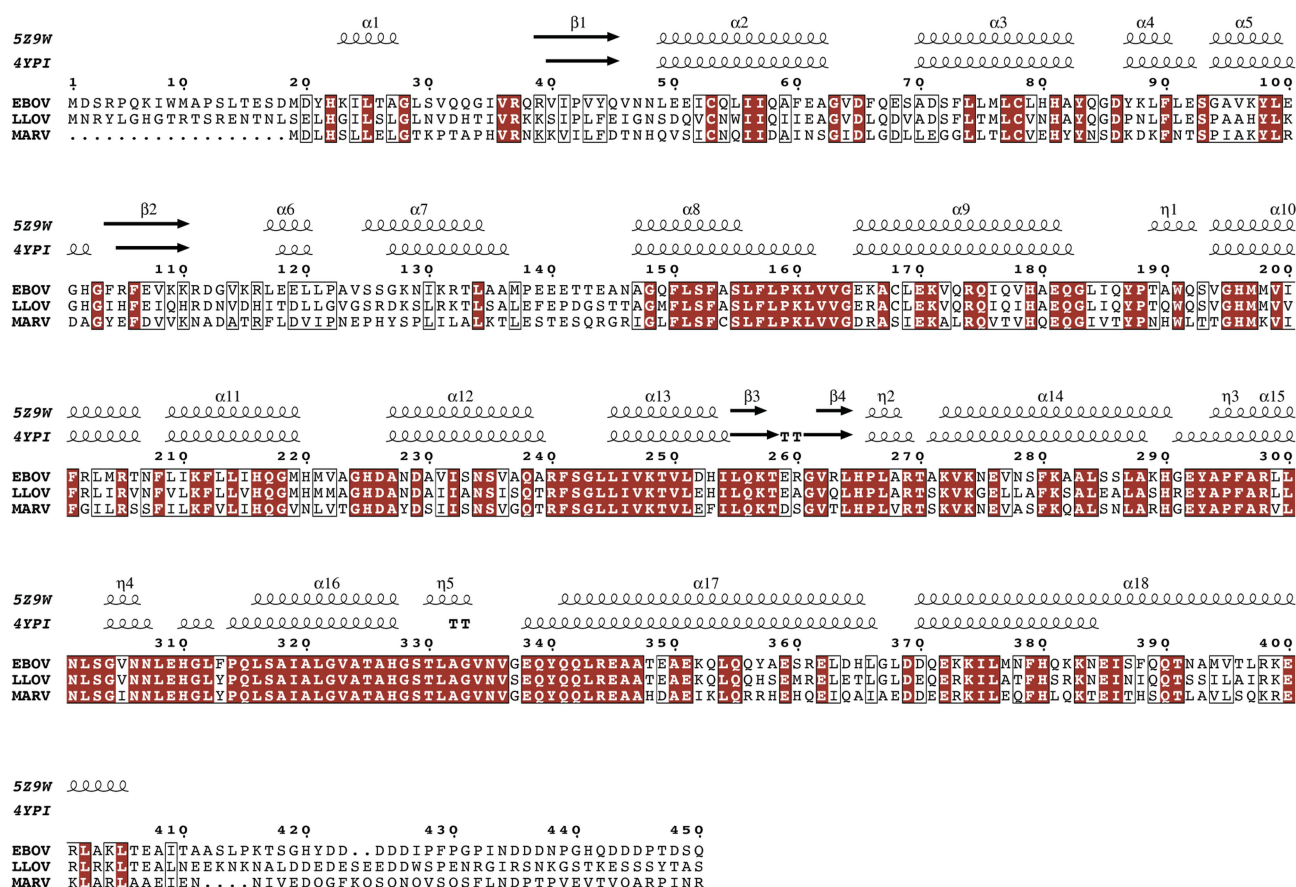 α1 β1 α2 α3 α4 α5
5Z9W
4YPI
1 10 20 30 40 50 60 70 80 90 100
EBOV MDSRPQKIWMAPSLTESDMDYHKILTAGLSVQQGIVRQRVIPVYQVNNLEEICQLIIQAFEAGVDFQESADSFLLMLCLHHAYQGDYKLFLESGAVKYLE
LLOV MNRYLGHGTRTSRENTNLSELHGILSLGLNVDHTIVRKKSIPLFEIGNSDQVCNWIIQIIEAGVDLQDVADSFLTMLCVNHAYQGDPNLFLESPAAHYLK
MARV ..................MDLHSLLELGTKPTAPHVRNKKVILFDTNHQVSICNQIIDAINSGIDLGDLLEGGLLTLCVEHYYNSDKDKFNTSPIAKYLR
β2 α6 α7 α8 α9 η1 α10
5Z9W
4YPI
110 120 130 140 150 160 170 180 190 200
EBOV GHGFRFEVKKRDGVKRLEELLPAVSSGKNIKRTLAAMPEEETTEANAGQFLSFASLFLPKLVVGEKACLEKVQRQIQVHAEQGLIQYPTAWQSVGHMMVI
LLOV GHGIHFEIQHRDNVDHITDLLGVGSRDKSLRKTLSALEFEPDGSTTAGMFLSFASLFLPKLVVGEKACLEKVQRQIQIHAEQGLIQYPTAWQSVGHMMVI
MARV DAGYEFDVVKNADATRFLDVIPNEPHYSPLILALKTLESTESQRGRIGLFLSFCSLFLPKLVVGDRASIEKALRQVTVHQEQGIVTYPNHWLTTGHMKVI
α11 α12 α13 β3 β4 η2 α14 η3 α15
5Z9W
4YPI TT
210 220 230 240 250 260 270 280 290 300
EBOV FRLMRTNFLIKFLLIHQGMHMVAGHDANDAVISNSVAQARFSGLLIVKTVLDHILQKTERGVRLHPLARTAKVKNEVNSFKAALSSLAKHGEYAPFARLL
LLOV FRLIRVNFVLKFLLVHQGMHMMAGHDANDAIIANSISQTRFSGLLIVKTVLEHILQKTEAGVTLHPLARTSKVKGELLAFKSALEALASHREYAPFARLL
MARV FGILRSSFILKFVLIHQGVNLVTGHDAYDSIISNSVGQTRFSGLLIVKTVLEFILQKTDSGVTLHPLVRTSKVKNEVASFKQALSNLARHGEYAPFARVL
η4 α16 η5 α17 α18
5Z9W
4YPI TT
310 320 330 340 350 360 370 380 390 400
EBOV NLSGVNNLEHGLFPQLSAIALGVATAHGSTLAGVNVGEQYQQLREAATEAEKQLQQYAESRELDHLGLDDQEKKILMNFHQKKNEISFQQTNAMVTLRKE
LLOV NLSGVNNLEHGLYPQLSAIALGVATAHGSTLAGVNVSEQYQQLREAATEAEKQLQQHSEMRELETLGLDEQERKILATFHSRKNEINIQQTSSILAIRKE
MARV NLSGINNLEHGLYPQLSAIALGVATAHGSTLAGVNVGEQYQQLREAAHDAEIKLQRRHEHQEIQAIAEDDEERKILEQFHLQKTEITHSQTLAVLSQKRE
5Z9W
4YPI
410 420 430 440 450
EBOV RLAKLTEAITAASLPKTSGHYDD..DDDIPFPGPINDDDNPGHQDDDPTDSQ
LLOV RLRKLTEALNEEKNKNALDDEDESEEDDWSPENRGIRSNKGSTKESSSYTAS
MARV KLARLAAEIEN....NIVEDQGFKQSQNQVSQSFLNDPTPVEVTVQARPINR